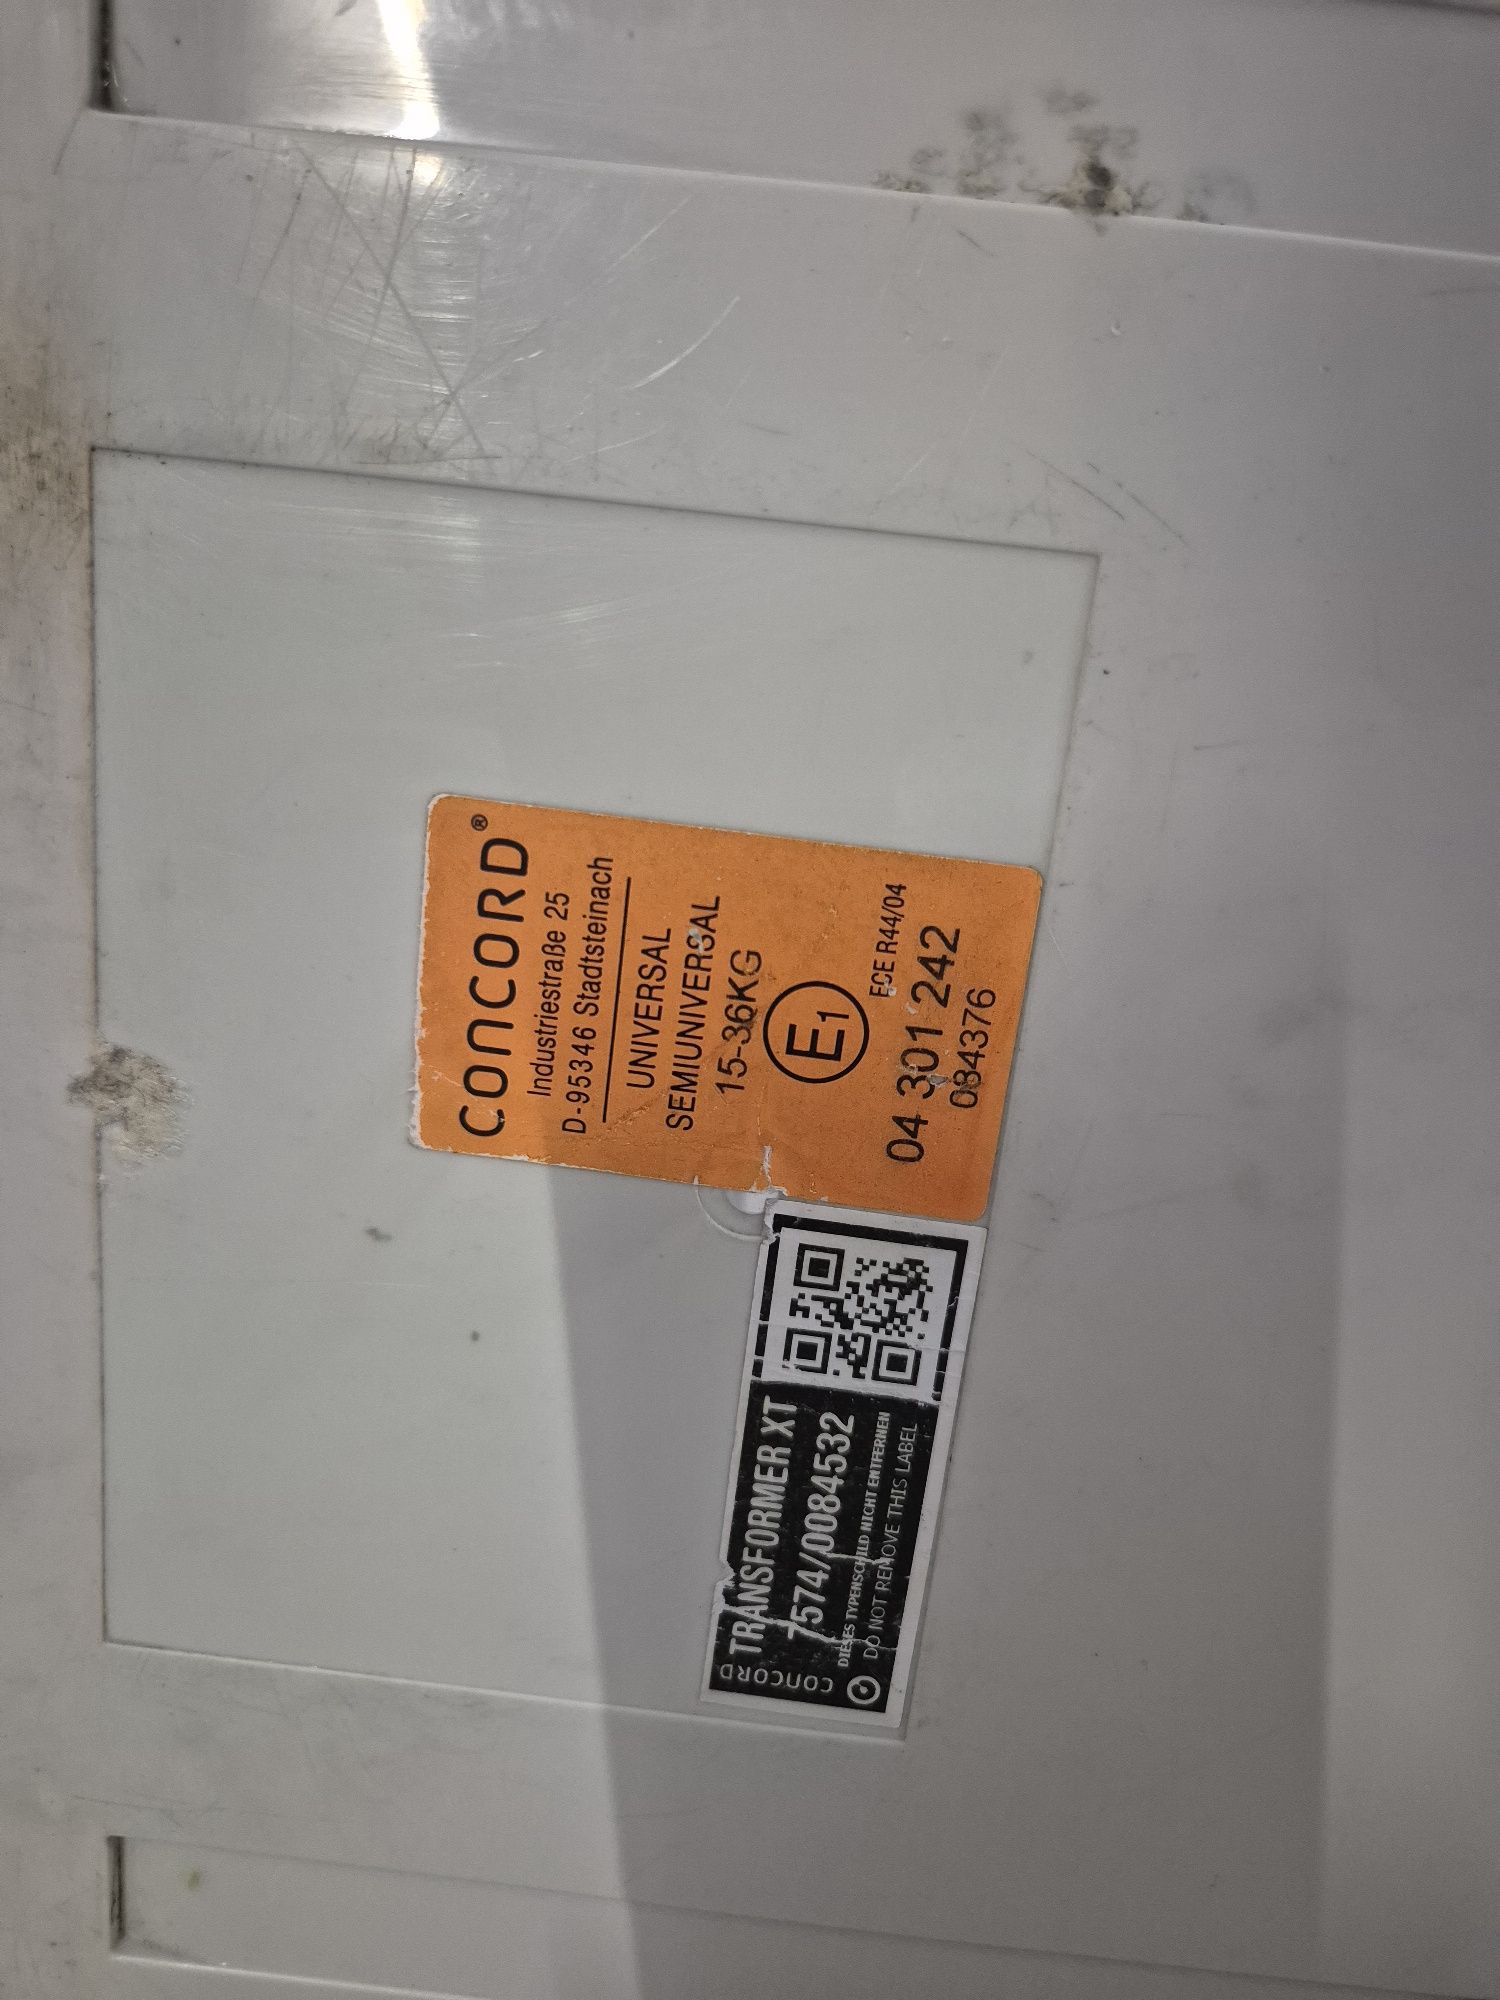 CONCORD®
Industriestraße 25
D-95346 Stadtsteinach
UNIVERSAL
SEMIUNIVERSAL
15-36KG
E1
ECE R44/04
04 301 242
084376
CONCORD
TRANSFORMER XT
7574/0084532
DIESES TYPENSCHILD NICHT ENTFERNEN
DO NOT REMOVE THIS LABEL